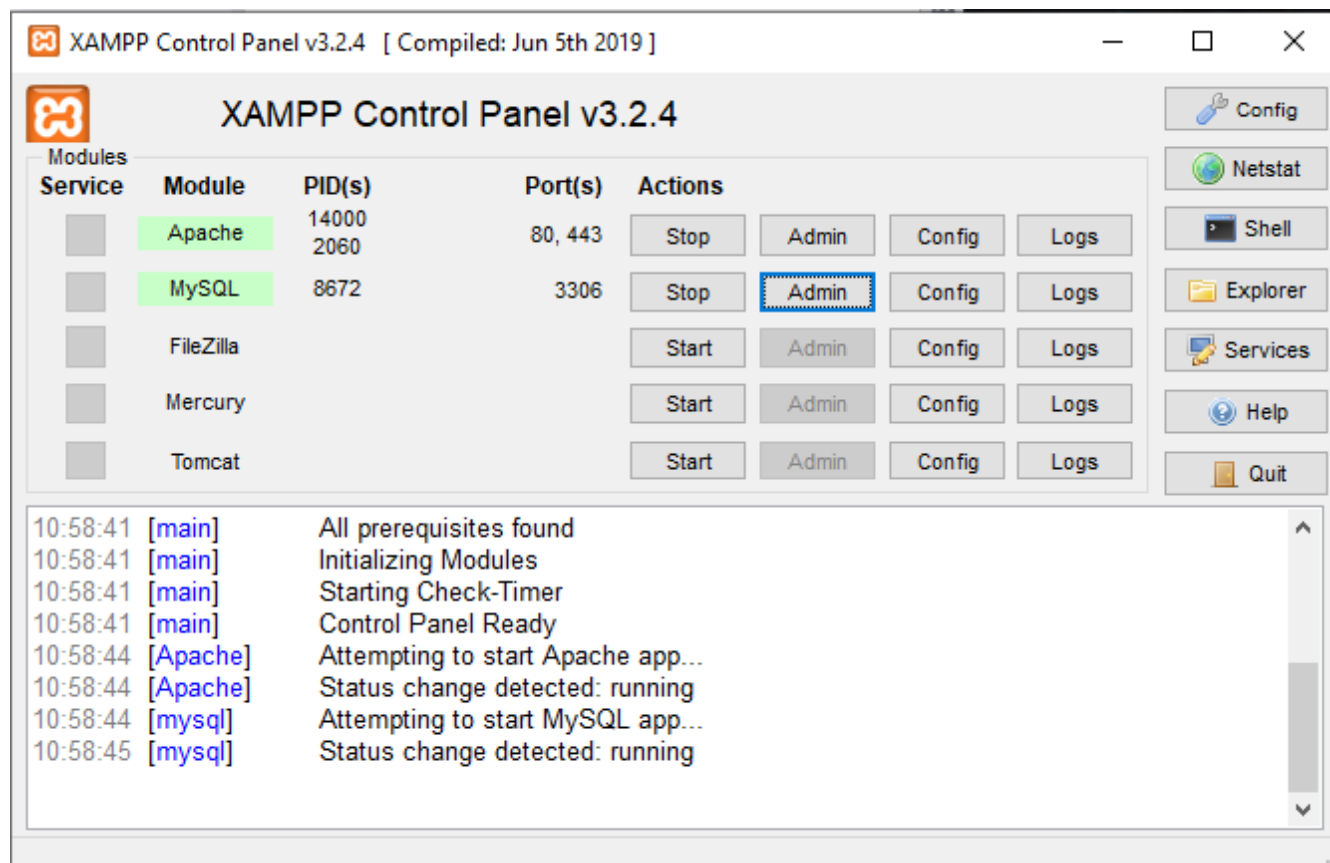 XAMPP Control Panel v3.2.4 [ Compiled: Jun 5th 2019 ]
XAMPP Control Panel v3.2.4
Config
Modules
Service Module PID(s) Port(s) Actions
Netstat
Apache 14000 2060 80, 443 Stop Admin Config Logs
Shell
MySQL 8672 3306 Stop Admin Config Logs
Explorer
FileZilla Start Admin Config Logs
Services
Mercury Start Admin Config Logs
Help
Tomcat Start Admin Config Logs
Quit
10:58:41 [main] All prerequisites found
10:58:41 [main] Initializing Modules
10:58:41 [main] Starting Check-Timer
10:58:41 [main] Control Panel Ready
10:58:44 [Apache] Attempting to start Apache app...
10:58:44 [Apache] Status change detected: running
10:58:44 [mysql] Attempting to start MySQL app...
10:58:45 [mysql] Status change detected: running